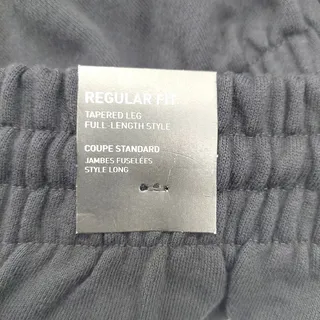 REGULAR FIT
TAPERED LEG
FULL-LENGTH STYLE
COUPE STANDARD
JAMBES FUSELÉES
STYLE LONG